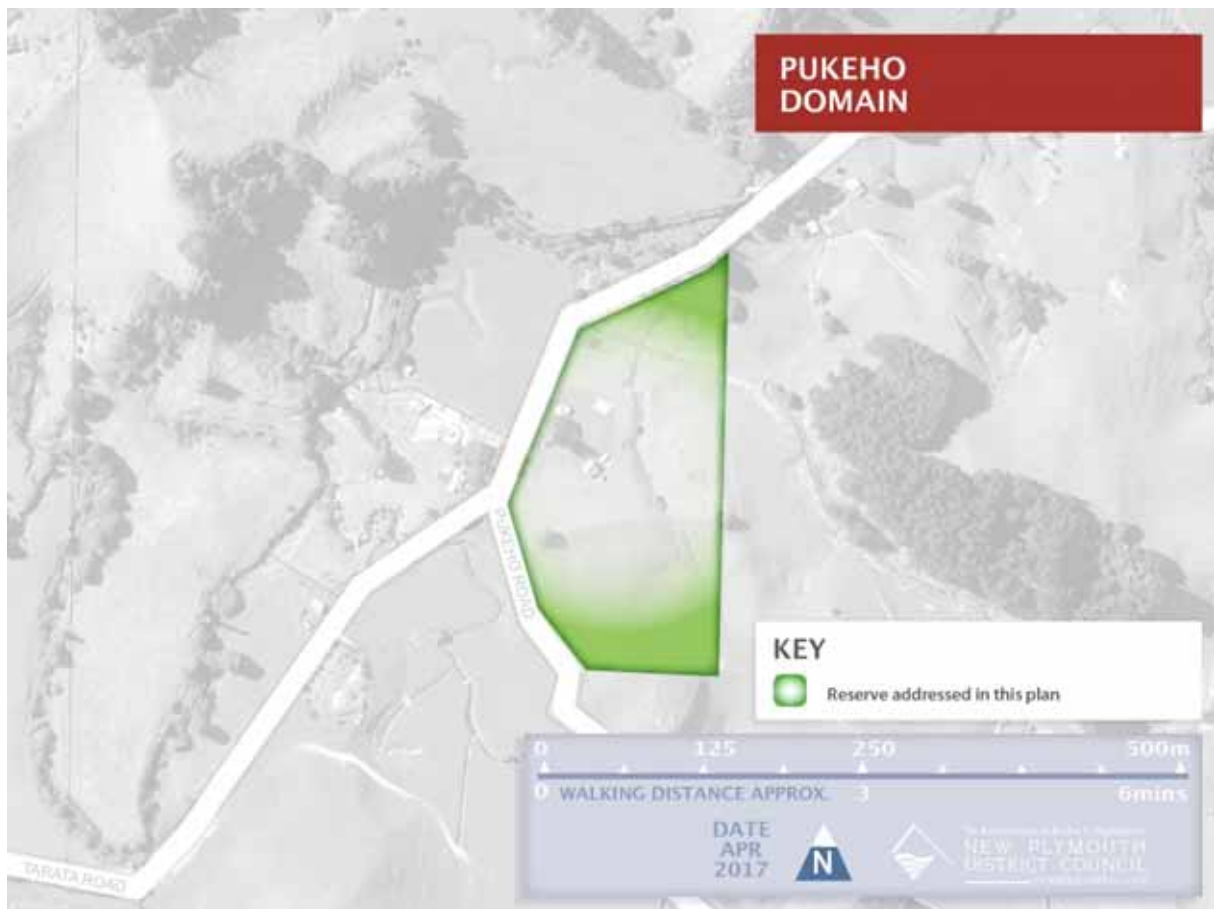 PUKEHO
DOMAIN
PUKEHO ROAD
TARATA ROAD
KEY
Reserve addressed in this plan
0 125 250 500m
0 WALKING DISTANCE APPROX. 3 6mins
DATE
APR
2017
N
NEW PLYMOUTH
DISTRICT COUNCIL